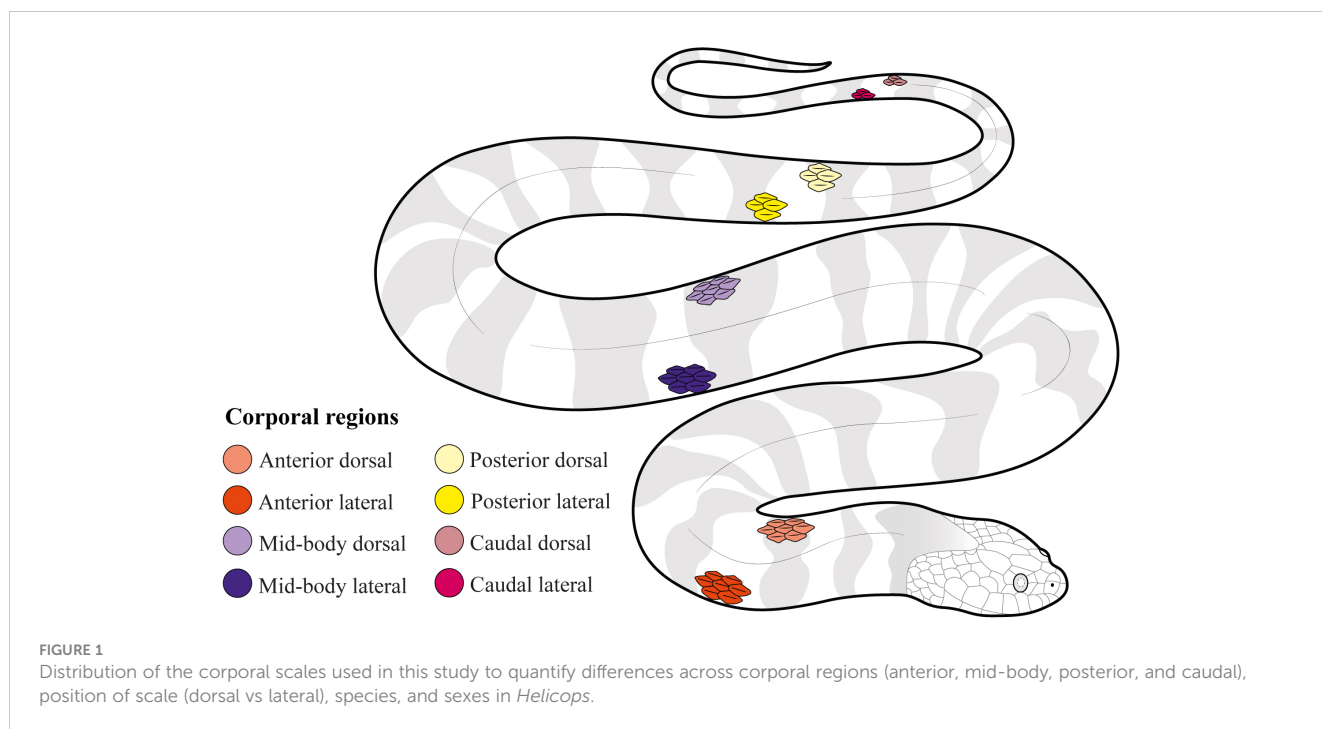 Corporal regions
Anterior dorsal
Anterior lateral
Mid-body dorsal
Mid-body lateral
Posterior dorsal
Posterior lateral
Caudal dorsal
Caudal lateral
FIGURE 1
Distribution of the corporal scales used in this study to quantify differences across corporal regions (anterior, mid-body, posterior, and caudal),
position of scale (dorsal vs lateral), species, and sexes in Helicops.